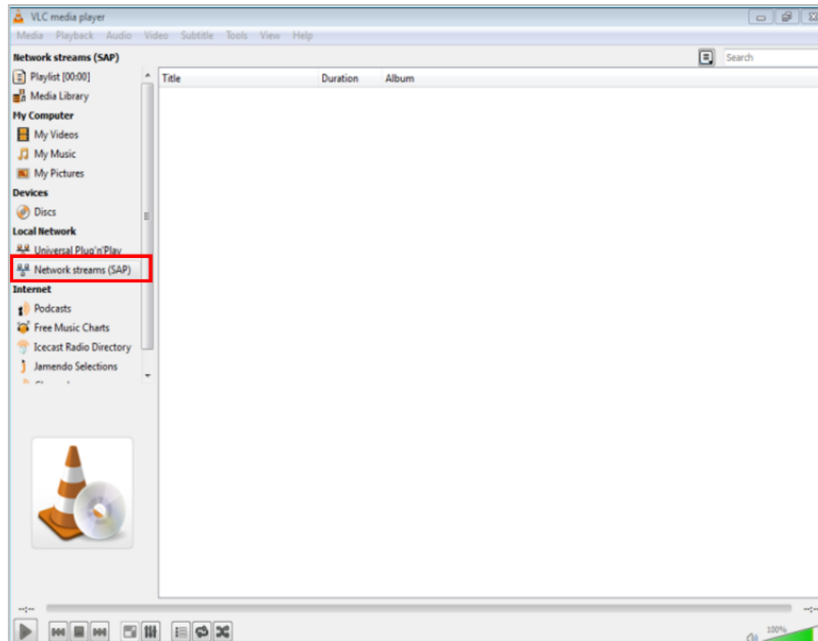 VLC media player
Media Playback Audio Video Subtitle Tools View Help
Network streams (SAP)
Search
Playlist [00:00]
Title Duration Album
Media Library
My Computer
My Videos
My Music
My Pictures
Devices
Discs
Local Network
Universal Plug'n'Play
Network streams (SAP)
Internet
Podcasts
Free Music Charts
Icecast Radio Directory
Jamendo Selections
--:-- --:--
100%